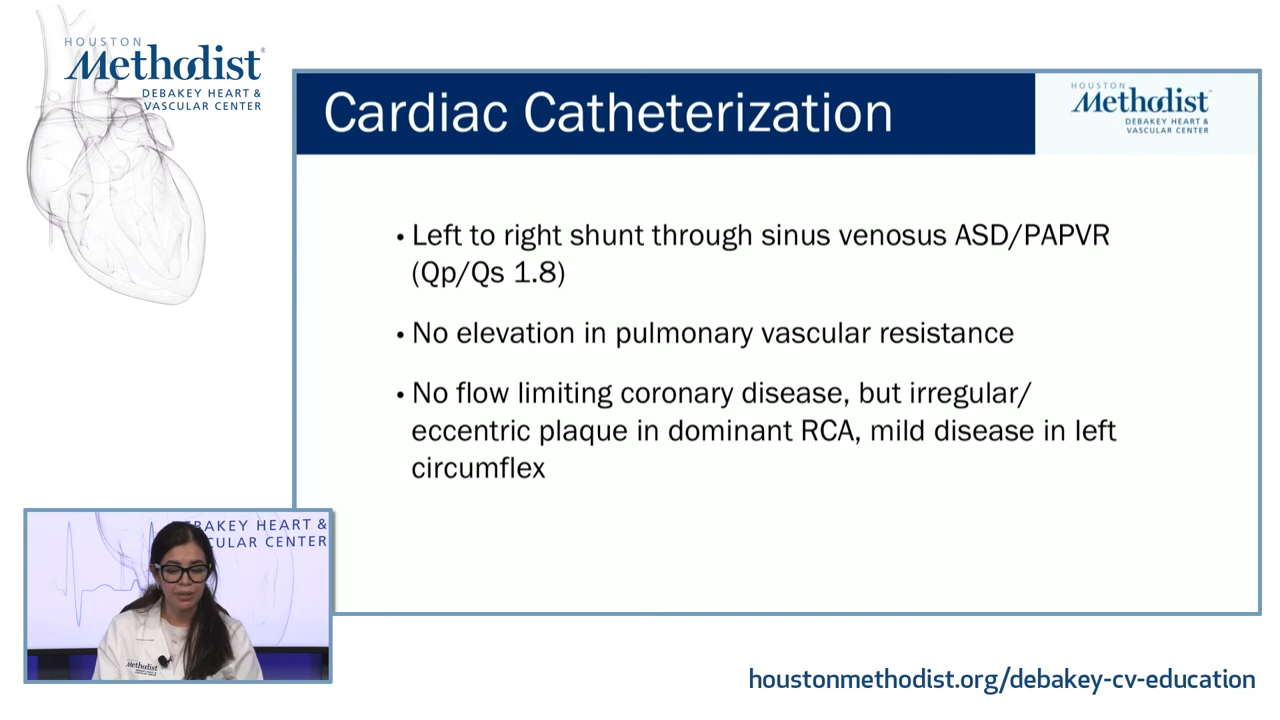 HOUSTON
Methodist
DEBAKEY HEART &
VASCULAR CENTER
Cardiac Catheterization
HOUSTON
Methodist
DEBAKEY HEART &
VASCULAR CENTER
• Left to right shunt through sinus venosus ASD/PAPVR
(Qp/Qs 1.8)
• No elevation in pulmonary vascular resistance
• No flow limiting coronary disease, but irregular/
eccentric plaque in dominant RCA, mild disease in left
circumflex
BAKEY HEART &
CULAR CENTER
Methodist
houstonmethodist.org/debakey-cv-education